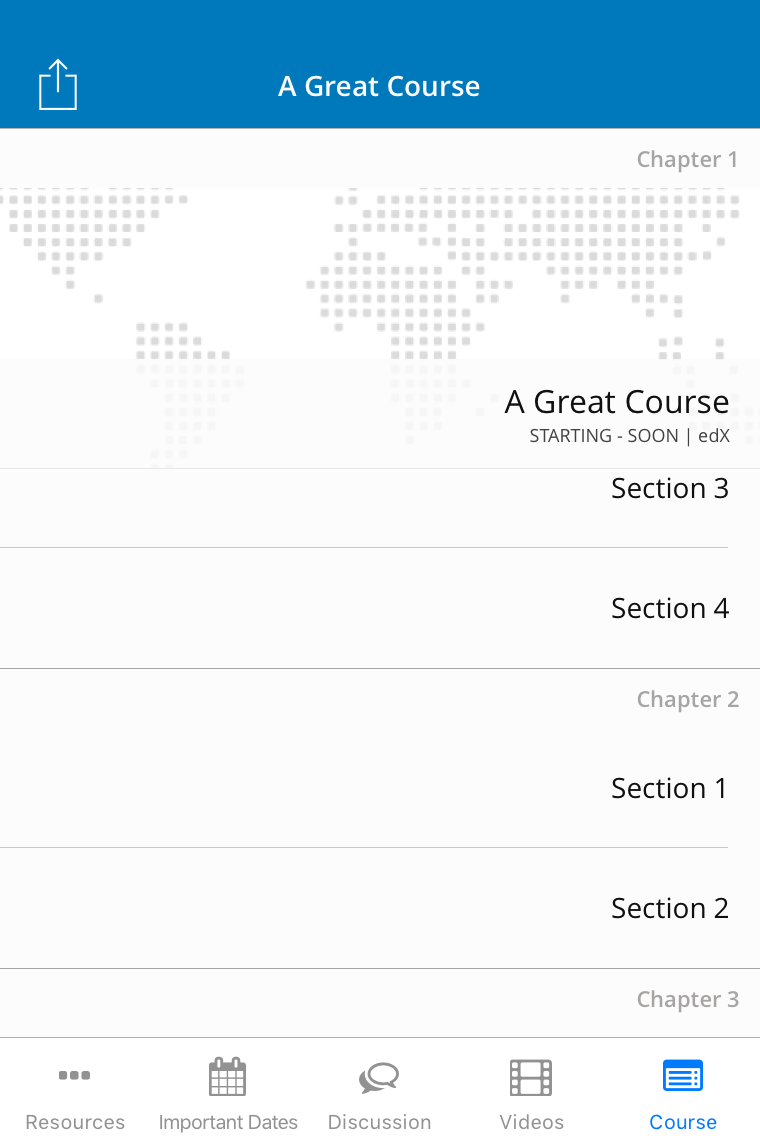 A Great Course
Chapter 1
A Great Course
STARTING - SOON | edX
Section 3
Section 4
Chapter 2
Section 1
Section 2
Chapter 3
Resources
Important Dates
Discussion
Videos
Course